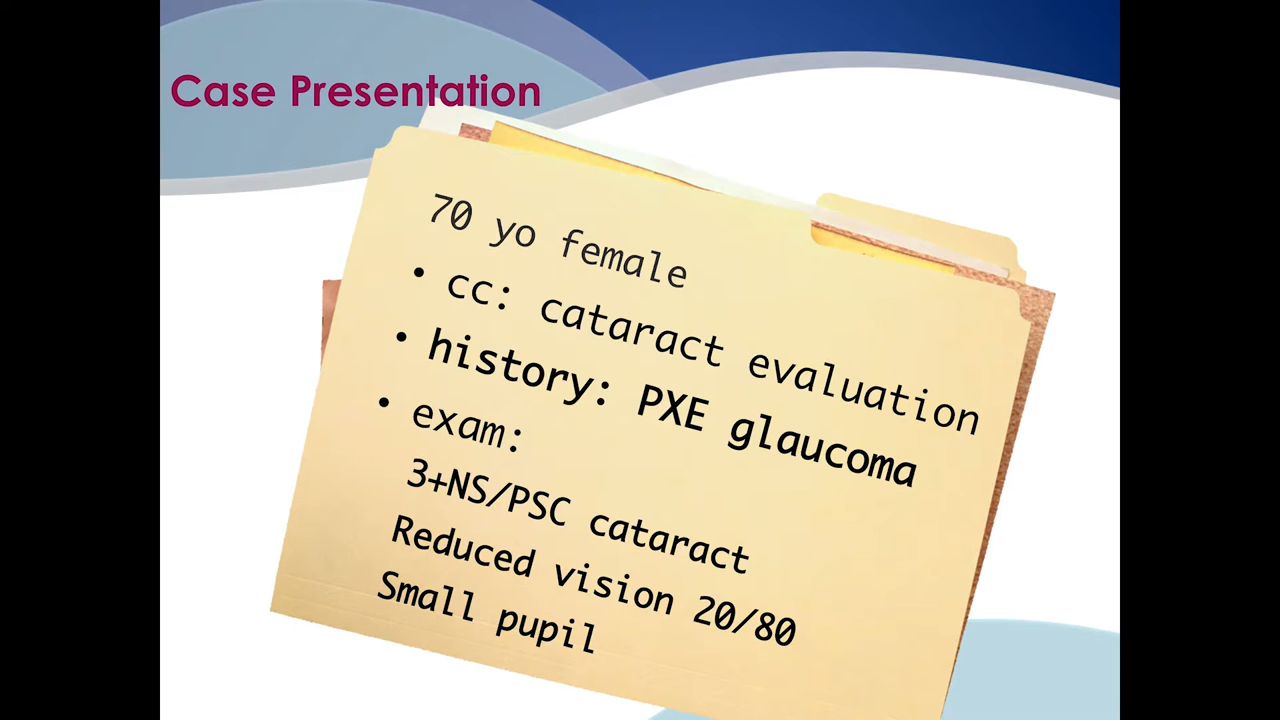 Case Presentation
70 yo female
• cc: cataract evaluation
• history: PXE glaucoma
• exam:
3+NS/PSC cataract
Reduced vision 20/80
Small pupil